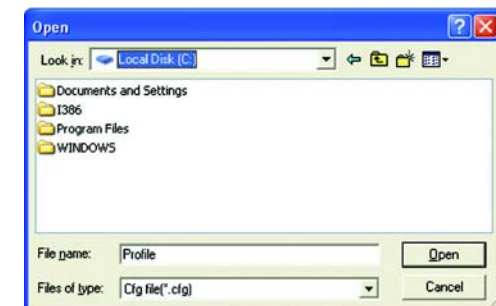 Open
Look in: Local Disk (C:)
Documents and Settings
I386
Program Files
WINDOWS
File name: Profile Open
Files of type: Cfg file(*.cfg) Cancel